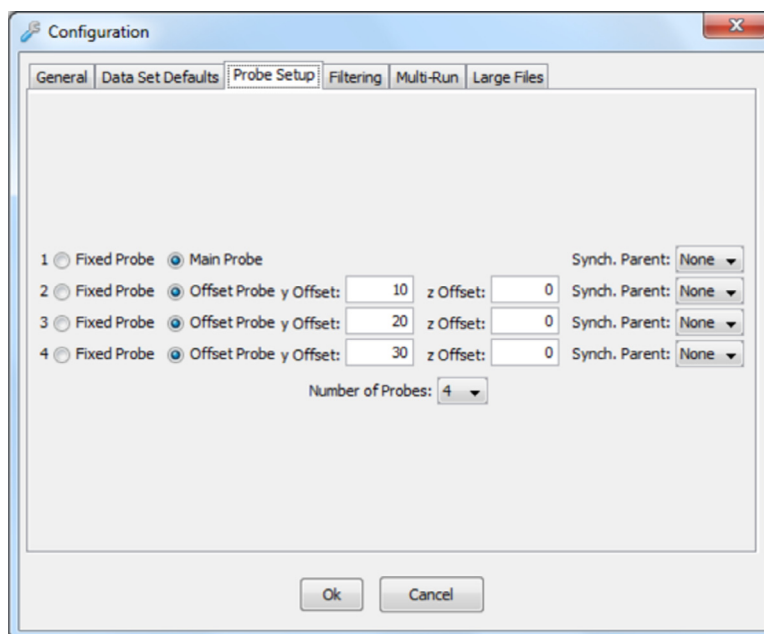 Configuration
General Data Set Defaults Probe Setup Filtering Multi-Run Large Files
1 Fixed Probe Main Probe Synch. Parent: None
2 Fixed Probe Offset Probe y Offset: 10 z Offset: 0 Synch. Parent: None
3 Fixed Probe Offset Probe y Offset: 20 z Offset: 0 Synch. Parent: None
4 Fixed Probe Offset Probe y Offset: 30 z Offset: 0 Synch. Parent: None
Number of Probes: 4
Ok Cancel